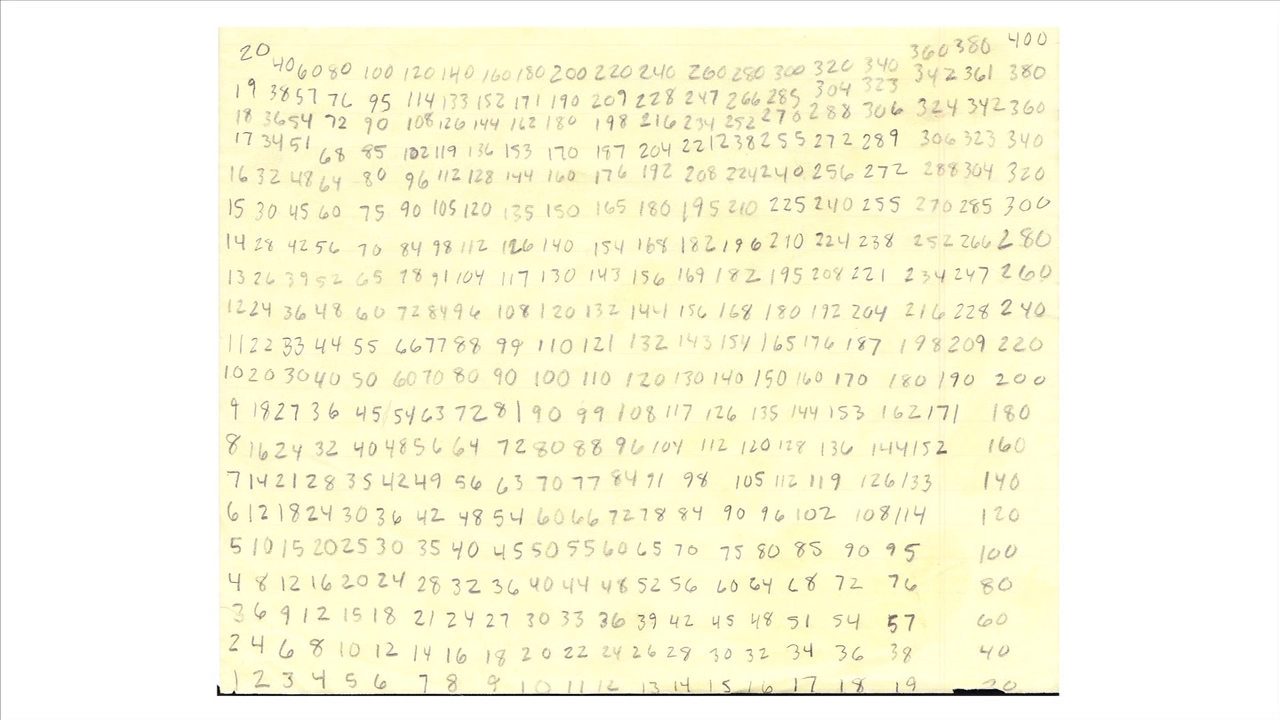 20 40 60 80 100 120 140 160 180 200 220 240 260 280 300 320 340 360 380 400
19 38 57 76 95 114 133 152 171 190 209 228 247 266 285 304 323 342 361 380
18 36 54 72 90 108 126 144 162 180 198 216 234 252 270 288 306 324 342 360
17 34 51 68 85 102 119 136 153 170 187 204 221 238 255 272 289 306 323 340
16 32 48 64 80 96 112 128 144 160 176 192 208 224 240 256 272 288 304 320
15 30 45 60 75 90 105 120 135 150 165 180 195 210 225 240 255 270 285 300
14 28 42 56 70 84 98 112 126 140 154 168 182 196 210 224 238 252 266 280
13 26 39 52 65 78 91 104 117 130 143 156 169 182 195 208 221 234 247 260
12 24 36 48 60 72 84 96 108 120 132 144 156 168 180 192 204 216 228 240
11 22 33 44 55 66 77 88 99 110 121 132 143 154 165 176 187 198 209 220
10 20 30 40 50 60 70 80 90 100 110 120 130 140 150 160 170 180 190 200
9 18 27 36 45 54 63 72 81 90 99 108 117 126 135 144 153 162 171 180
8 16 24 32 40 48 56 64 72 80 88 96 104 112 120 128 136 144 152 160
7 14 21 28 35 42 49 56 63 70 77 84 91 98 105 112 119 126 133 140
6 12 18 24 30 36 42 48 54 60 66 72 78 84 90 96 102 108 114 120
5 10 15 20 25 30 35 40 45 50 55 60 65 70 75 80 85 90 95 100
4 8 12 16 20 24 28 32 36 40 44 48 52 56 60 64 68 72 76 80
3 6 9 12 15 18 21 24 27 30 33 36 39 42 45 48 51 54 57 60
2 4 6 8 10 12 14 16 18 20 22 24 26 28 30 32 34 36 38 40
1 2 3 4 5 6 7 8 9 10 11 12 13 14 15 16 17 18 19 20